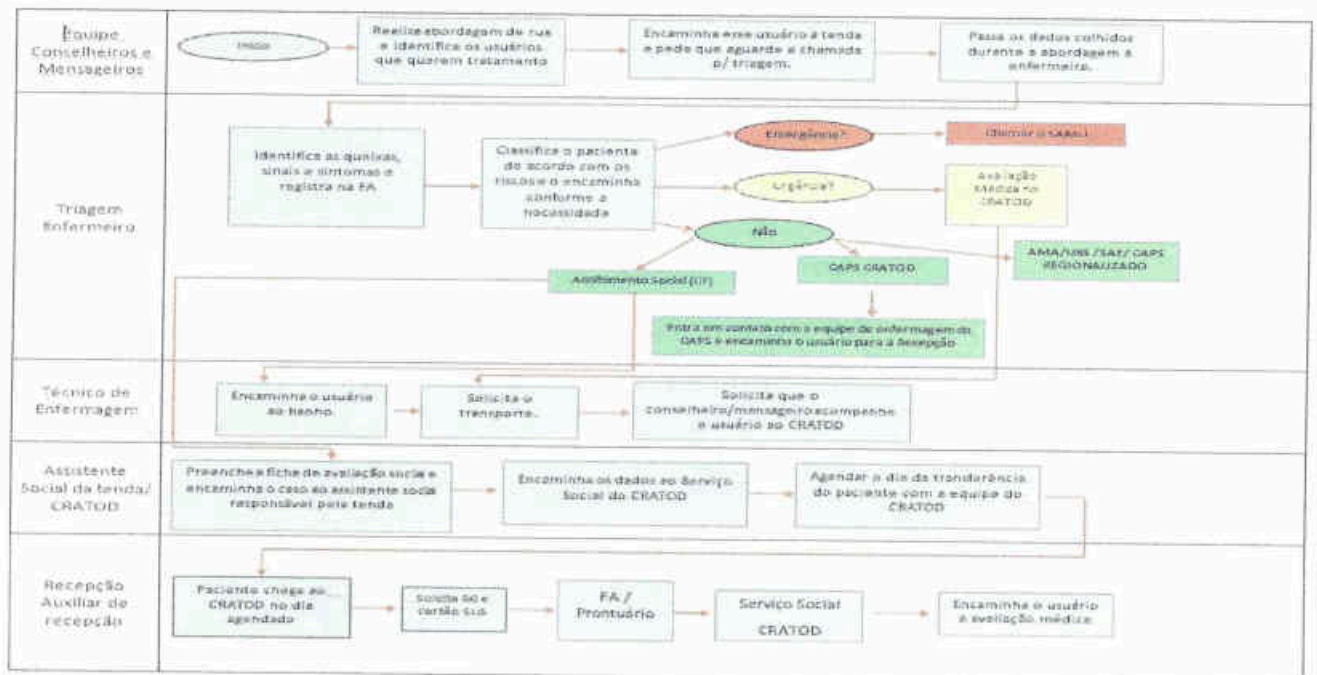 Equipe
Conselheiros e
Mensageiros
Início
Realiza abordagem de rua
e identifica os usuários
que querem tratamento
Encaminha esse usuário à tenda
e pede que aguarde a chamada
p/ triagem.
Passa os dados colhidos
durante a abordagem à
enfermeira.
Triagem
Enfermeiro
Identifica as queixas,
sinais e sintomas e
registra na FA
Classifica o paciente
de acordo com os
riscos e o encaminha
conforme a
necessidade
Emergência?
Chamar o SAMU
Urgência?
Avaliação
Médica no
CRATOD
Não
Acolhimento Social (CT)
CAPS CRATOD
AMA/UBS/SAE/ CAPS
REGIONALIZADO
Entra em contato com a equipe de enfermagem do
CAPS e encaminha o usuário para a Recepção
Técnico de
Enfermagem
Encaminha o usuário
ao banho.
Solicita o
transporte.
Solicita que o
conselheiro/mensageiro acompanhe
o usuário ao CRATOD
Assistente
Social da tenda/
CRATOD
Preenche a ficha de avaliação social e
encaminha o caso ao assistente social
responsável pela tenda
Encaminha os dados ao Serviço
Social do CRATOD
Agendar o dia da transferência
do paciente com a equipe do
CRATOD
Recepção
Auxiliar de
recepção
Paciente chega ao
CRATOD no dia
agendado
Solicita RG e
cartão SUS
FA /
Prontuário
Serviço Social
CRATOD
Encaminha o usuário
à avaliação médica